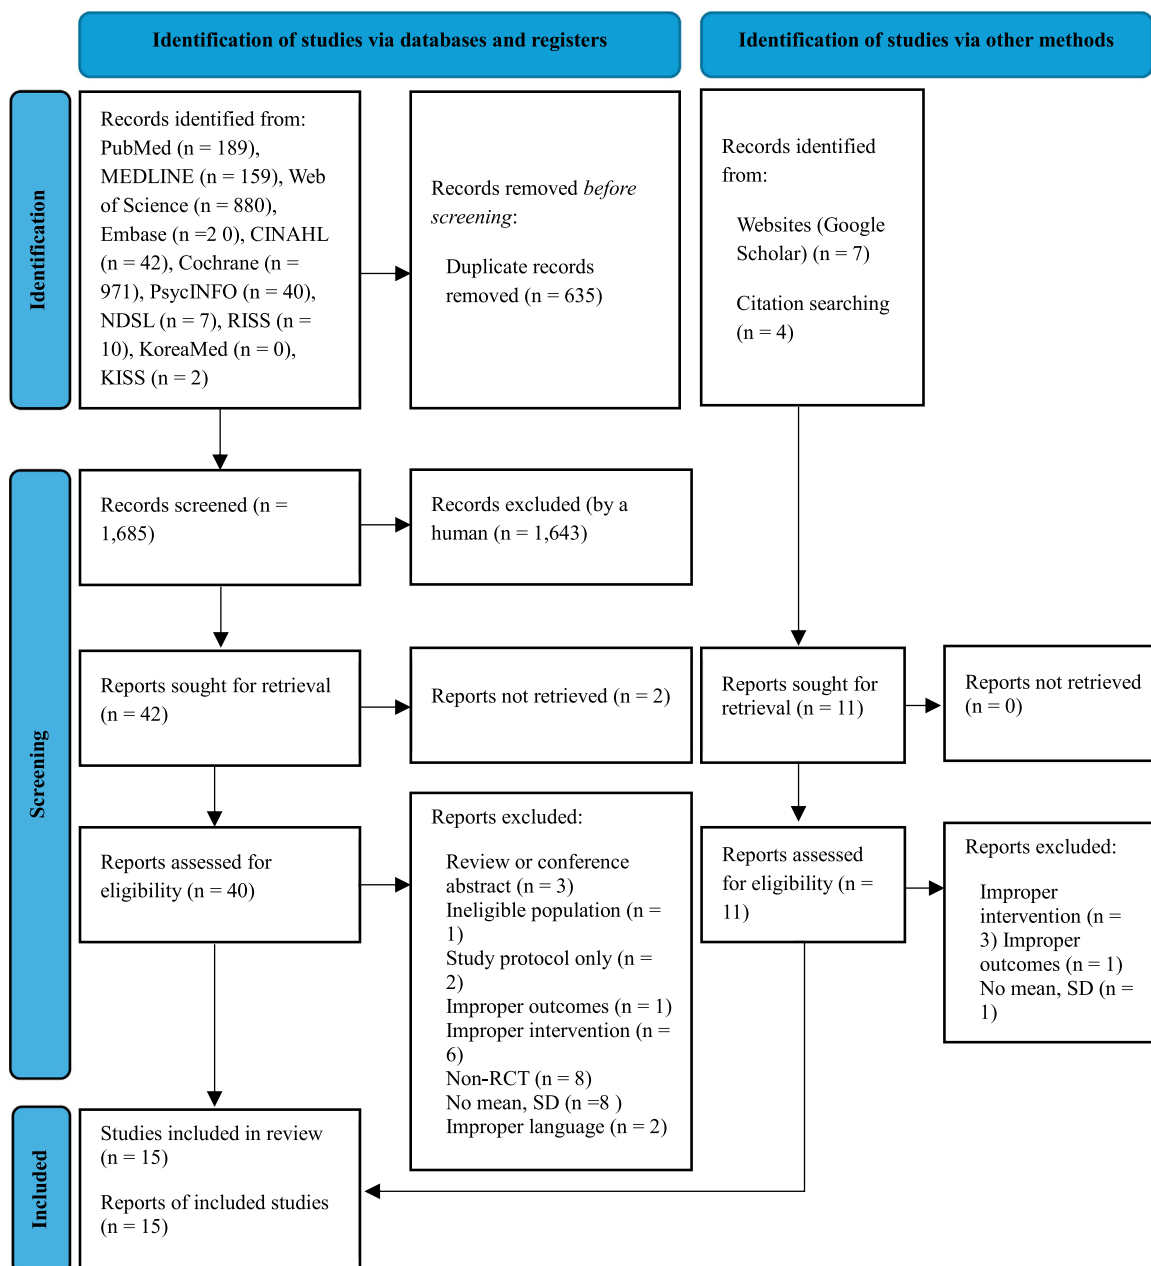 Identification of studies via databases and registers
Identification of studies via other methods
Identification
Records identified from:
PubMed (n = 189),
MEDLINE (n = 159), Web
of Science (n = 880),
Embase (n =2 0), CINAHL
(n = 42), Cochrane (n =
971), PsycINFO (n = 40),
NDSL (n = 7), RISS (n =
10), KoreaMed (n = 0),
KISS (n = 2)
Records removed before
screening:
Duplicate records
removed (n = 635)
Records identified
from:
Websites (Google
Scholar) (n = 7)
Citation searching
(n = 4)
Screening
Records screened (n =
1,685)
Records excluded (by a
human (n = 1,643)
Reports sought for retrieval
(n = 42)
Reports not retrieved (n = 2)
Reports sought for
retrieval (n = 11)
Reports not retrieved
(n = 0)
Reports assessed for
eligibility (n = 40)
Reports excluded:
Review or conference
abstract (n = 3)
Ineligible population (n =
1)
Study protocol only (n =
2)
Improper outcomes (n = 1)
Improper intervention (n =
6)
Non-RCT (n = 8)
No mean, SD (n =8 )
Improper language (n = 2)
Reports assessed
for eligibility (n =
11)
Reports excluded:
Improper
intervention (n =
3) Improper
outcomes (n = 1)
No mean, SD (n =
1)
Included
Studies included in review
(n = 15)
Reports of included studies
(n = 15)